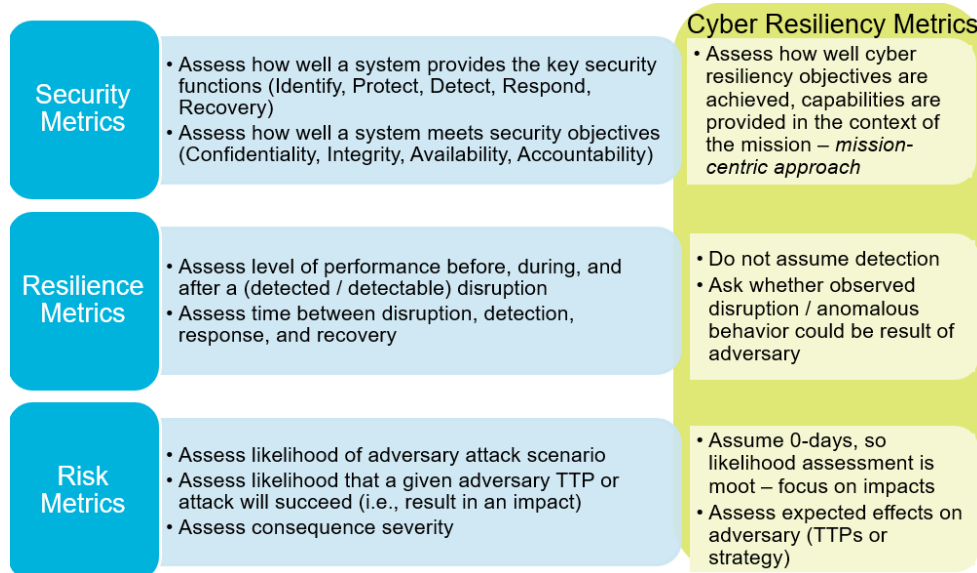 Cyber Resiliency Metrics
Security
Metrics
• Assess how well a system provides the key security
functions (Identify, Protect, Detect, Respond,
Recovery)
• Assess how well a system meets security objectives
(Confidentiality, Integrity, Availability, Accountability)
• Assess how well cyber
resiliency objectives are
achieved, capabilities are
provided in the context of
the mission – mission-
centric approach
Resilience
Metrics
• Assess level of performance before, during, and
after a (detected / detectable) disruption
• Assess time between disruption, detection,
response, and recovery
• Do not assume detection
• Ask whether observed
disruption / anomalous
behavior could be result of
adversary
Risk
Metrics
• Assess likelihood of adversary attack scenario
• Assess likelihood that a given adversary TTP or
attack will succeed (i.e., result in an impact)
• Assess consequence severity
• Assume 0-days, so
likelihood assessment is
moot – focus on impacts
• Assess expected effects on
adversary (TTPs or
strategy)